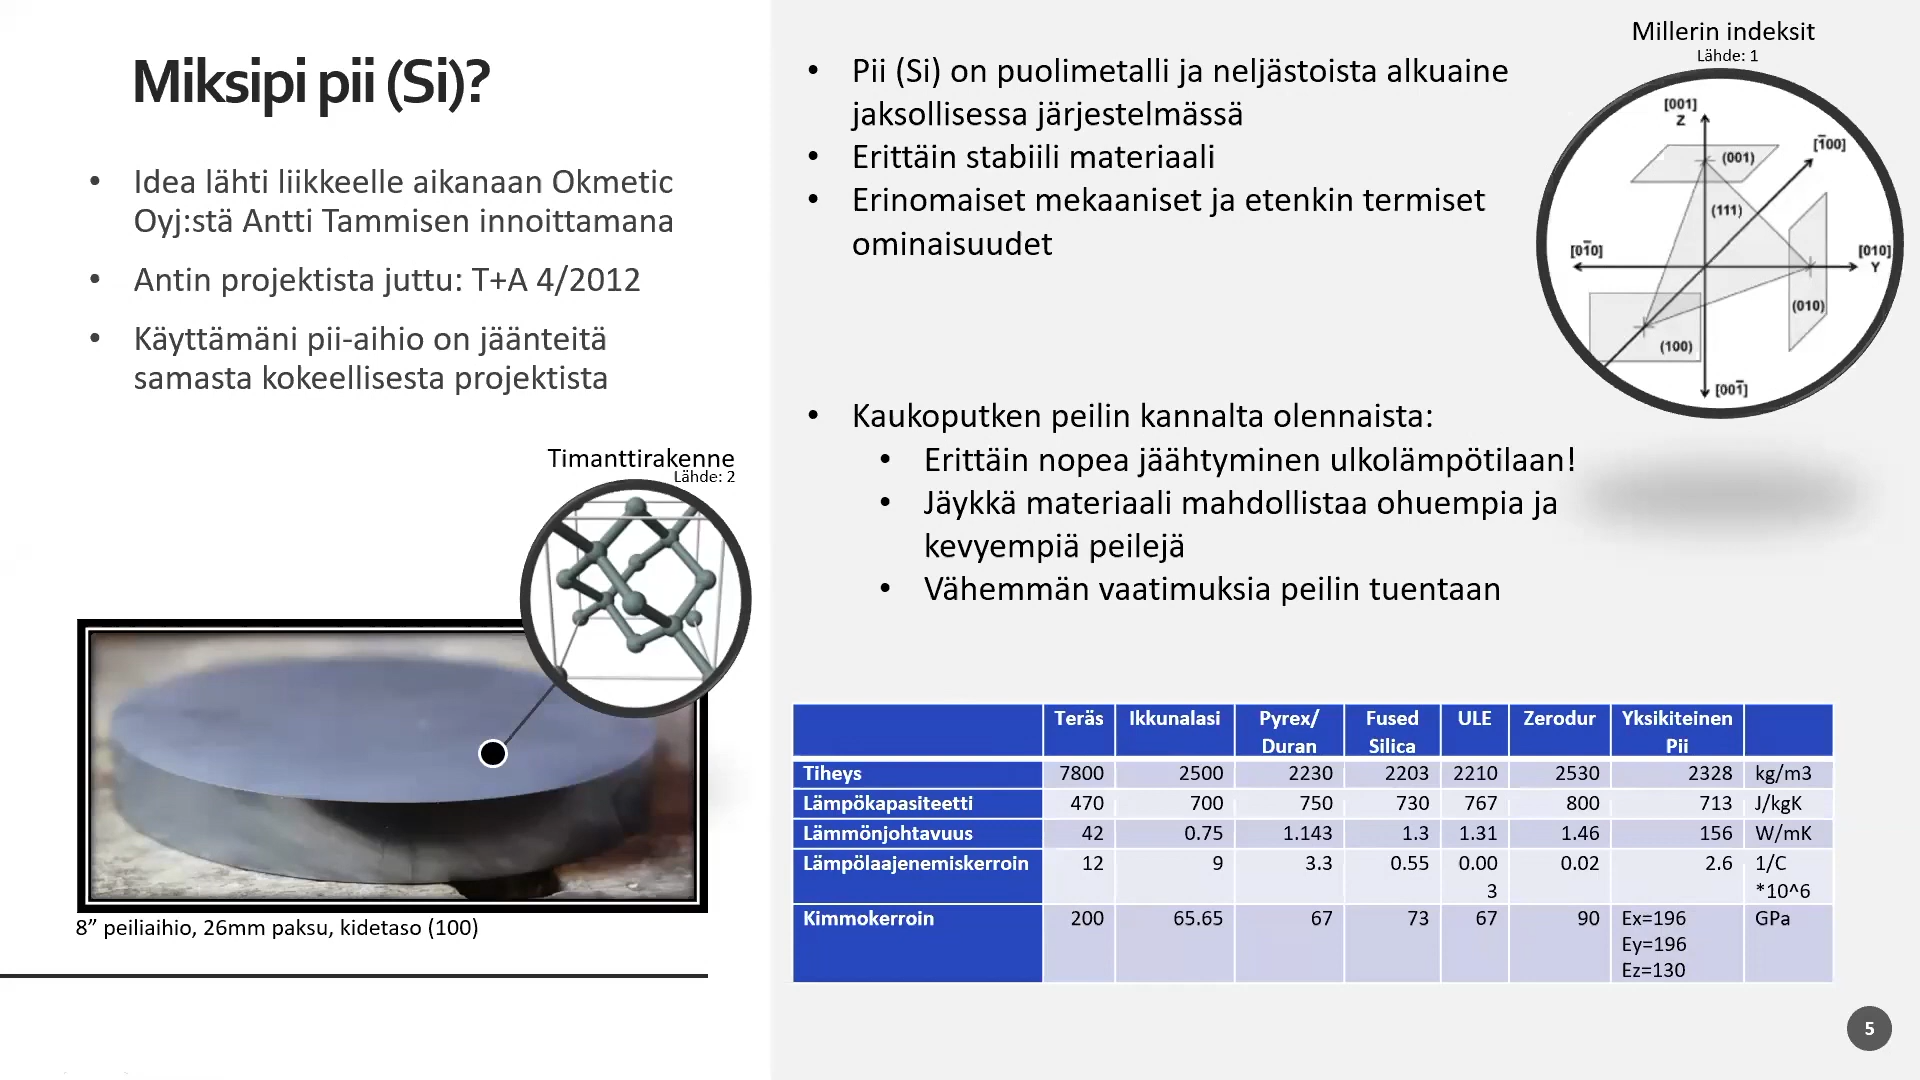 Miksipi pii (Si)?
• Idea lähti liikkeelle aikanaan Okmetic
Oyj:stä Antti Tammisen innoittamana
• Antin projektista juttu: T+A 4/2012
• Käyttämäni pii-aihio on jäänteitä
samasta kokeellisesta projektista
Timanttirakenne
Lähde: 2
8” peiliaihio, 26mm paksu, kidetaso (100)
• Pii (Si) on puolimetalli ja neljästoista alkuaine
jaksollisessa järjestelmässä
• Erittäin stabiili materiaali
• Erinomaiset mekaaniset ja etenkin termiset
ominaisuudet
Millerin indeksit
Lähde: 1
[001]
Z
[1̅00]
(001)
(111)
[01̅0]
[010]
Y
(010)
(100)
[001̅]
• Kaukoputken peilin kannalta olennaista:
• Erittäin nopea jäähtyminen ulkolämpötilaan!
• Jäykkä materiaali mahdollistaa ohuempia ja
kevyempiä peilejä
• Vähemmän vaatimuksia peilin tuentaan
Teräs Ikkunalasi Pyrex/ Fused ULE Zerodur Yksikiteinen
Duran Silica Pii
Tiheys 7800 2500 2230 2203 2210 2530 2328 kg/m3
Lämpökapasiteetti 470 700 750 730 767 800 713 J/kgK
Lämmönjohtavuus 42 0.75 1.143 1.3 1.31 1.46 156 W/mK
Lämpölaajenemiskerroin 12 9 3.3 0.55 0.00 0.02 2.6 1/C
3 *10^6
Kimmokerroin 200 65.65 67 73 67 90 Ex=196 GPa
Ey=196
Ez=130
5